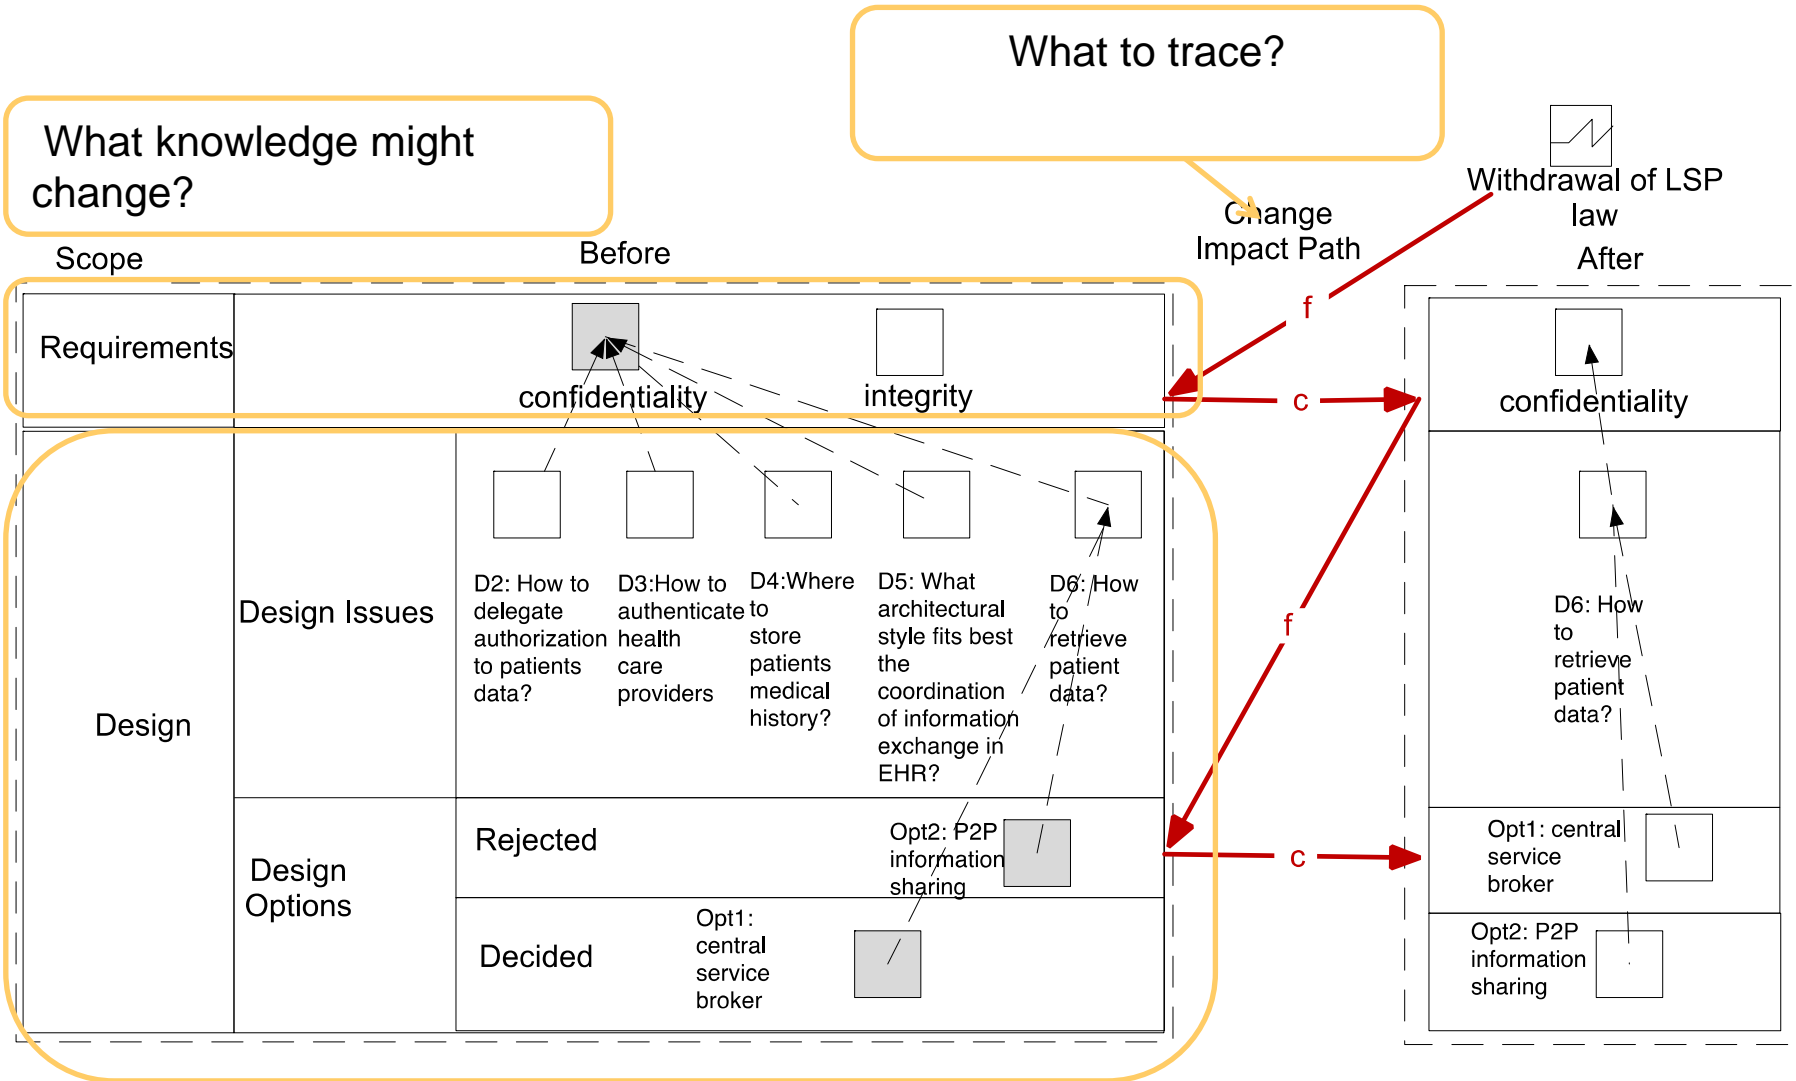 What to trace?
What knowledge might
change?
Withdrawal of LSP
law
Change
Impact Path
Scope
Before
After
Requirements
confidentiality
integrity
f
c
confidentiality
Design
Design Issues
D2: How to
delegate
authorization
to patients
data?
D3:How to
authenticate
health
care
providers
D4:Where
to
store
patients
medical
history?
D5: What
architectural
style fits best
the
coordination
of information
exchange in
EHR?
D6: How
to
retrieve
patient
data?
f
D6: How
to
retrieve
patient
data?
Design
Options
Rejected
Opt2: P2P
information
sharing
c
Opt1: central
service
broker
Decided
Opt1:
central
service
broker
Opt2: P2P
information
sharing